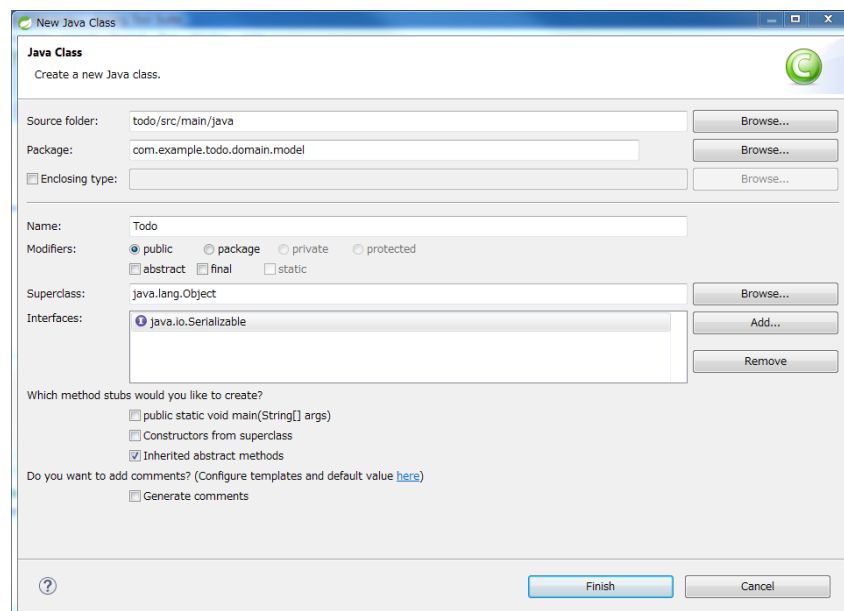 New Java Class
Java Class
Create a new Java class.
Source folder: todo/src/main/java Browse...
Package: com.example.todo.domain.model Browse...
Enclosing type: Browse...
Name: Todo
Modifiers: public package private protected
abstract final static
Superclass: java.lang.Object Browse...
Interfaces: java.io.Serializable Add...
Remove
Which method stubs would you like to create?
public static void main(String[] args)
Constructors from superclass
Inherited abstract methods
Do you want to add comments? (Configure templates and default value here)
Generate comments
Finish Cancel